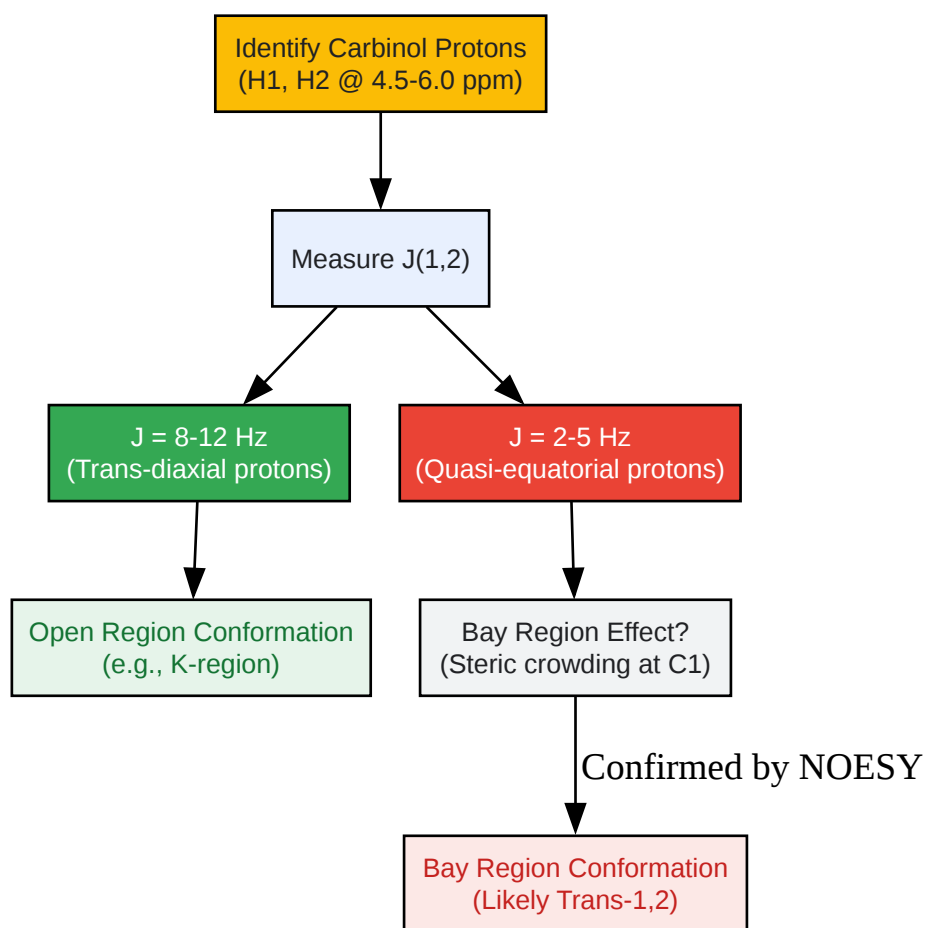 Identify Carbinol Protons
(H1, H2 @ 4.5-6.0 ppm)
Measure J(1,2)
J = 8-12 Hz
(Trans-diaxial protons)
J = 2-5 Hz
(Quasi-equatorial protons)
Open Region Conformation
(e.g., K-region)
Bay Region Effect?
(Steric crowding at C1)
Confirmed by NOESY
Bay Region Conformation
(Likely Trans-1,2)